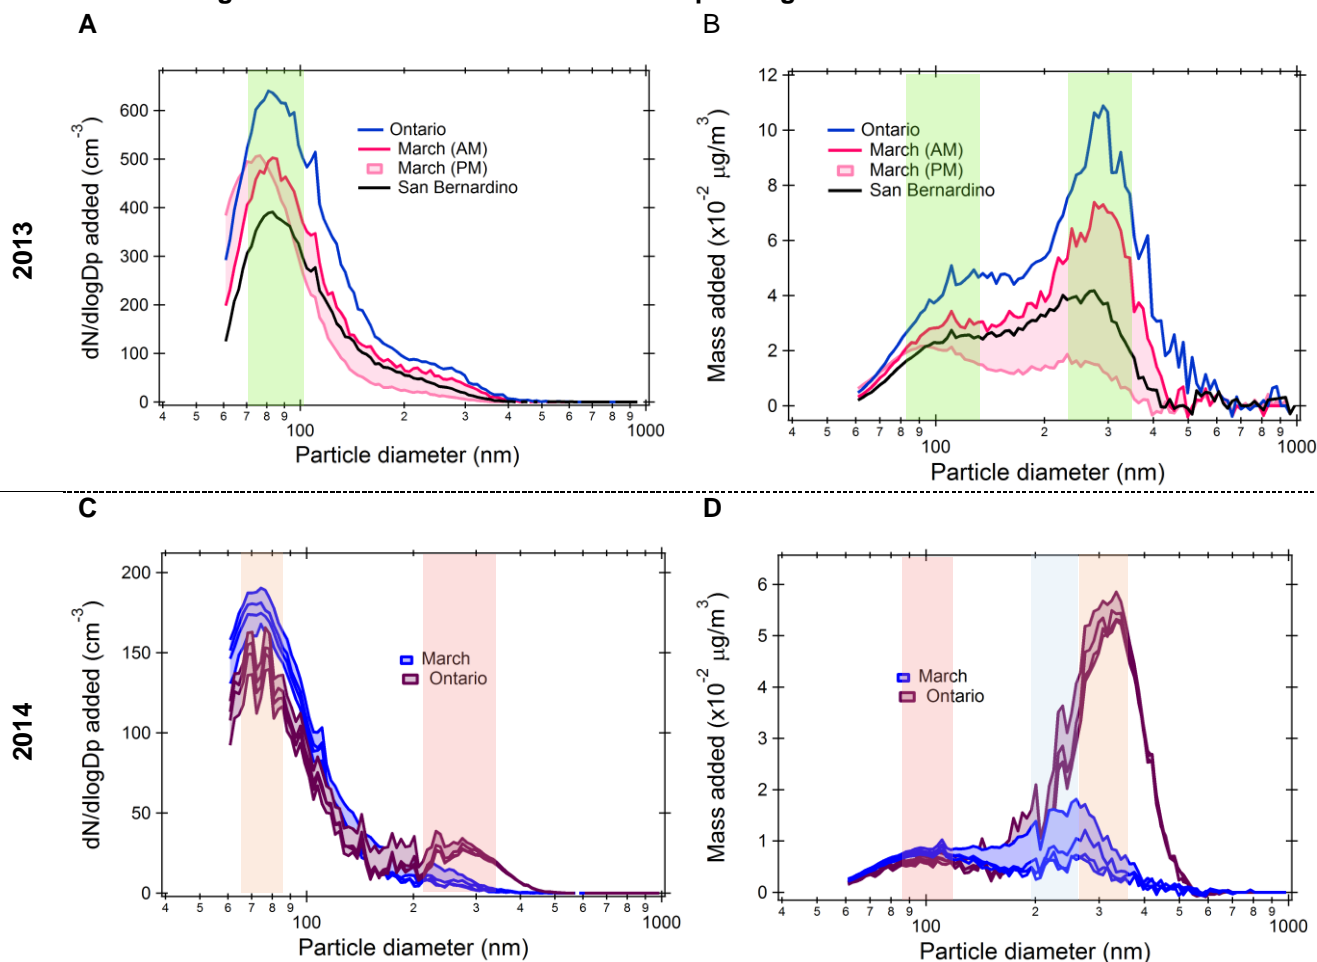 A
B
2013
dN/dlogDp added (cm-3)
600
500
400
300
200
100
0
Ontario
March (AM)
March (PM)
San Bernardino
4 5 6 7 8 9 100 2 3 4 5 6 7 8 9 1000
Particle diameter (nm)
Mass added (x10-2 µg/m3)
12
10
8
6
4
2
0
Ontario
March (AM)
March (PM)
San Bernardino
4 5 6 7 8 9 100 2 3 4 5 6 7 8 9 1000
Particle diameter (nm)
C
D
2014
dN/dlogDp added (cm-3)
200
150
100
50
0
March
Ontario
4 5 6 7 8 9 100 2 3 4 5 6 7 8 9 1000
Particle diameter (nm)
Mass added (x10-2 µg/m3)
6
5
4
3
2
1
0
March
Ontario
4 5 6 7 8 9 100 2 3 4 5 6 7 8 9 1000
Particle diameter (nm)